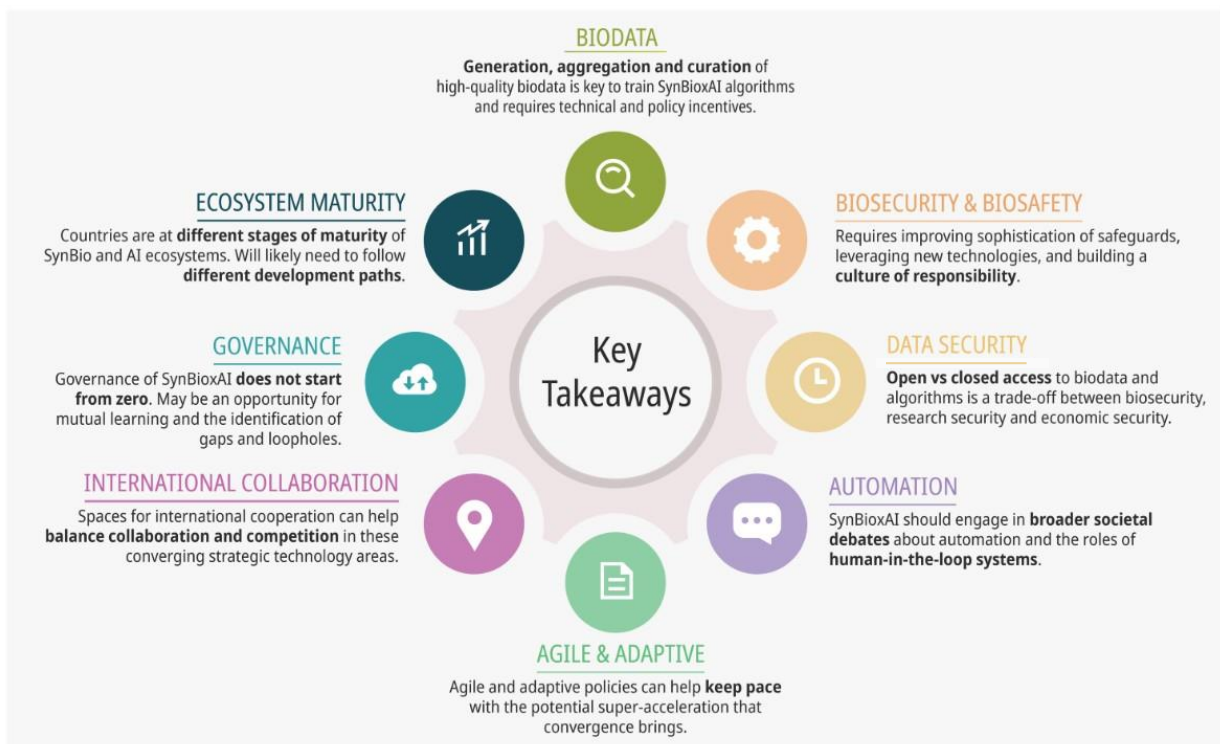 BIODATA
Generation, aggregation and curation of
high-quality biodata is key to train SynBioxAI algorithms
and requires technical and policy incentives.
ECOSYSTEM MATURITY
Countries are at different stages of maturity of
SynBio and AI ecosystems. Will likely need to follow
different development paths.
BIOSECURITY & BIOSAFETY
Requires improving sophistication of safeguards,
leveraging new technologies, and building a
culture of responsibility.
GOVERNANCE
Governance of SynBioxAI does not start
from zero. May be an opportunity for
mutual learning and the identification of
gaps and loopholes.
Key
Takeaways
DATA SECURITY
Open vs closed access to biodata and
algorithms is a trade-off between biosecurity,
research security and economic security.
INTERNATIONAL COLLABORATION
Spaces for international cooperation can help
balance collaboration and competition in these
converging strategic technology areas.
AUTOMATION
SynBioxAI should engage in broader societal
debates about automation and the roles of
human-in-the-loop systems.
AGILE & ADAPTIVE
Agile and adaptive policies can help keep pace
with the potential super-acceleration that
convergence brings.